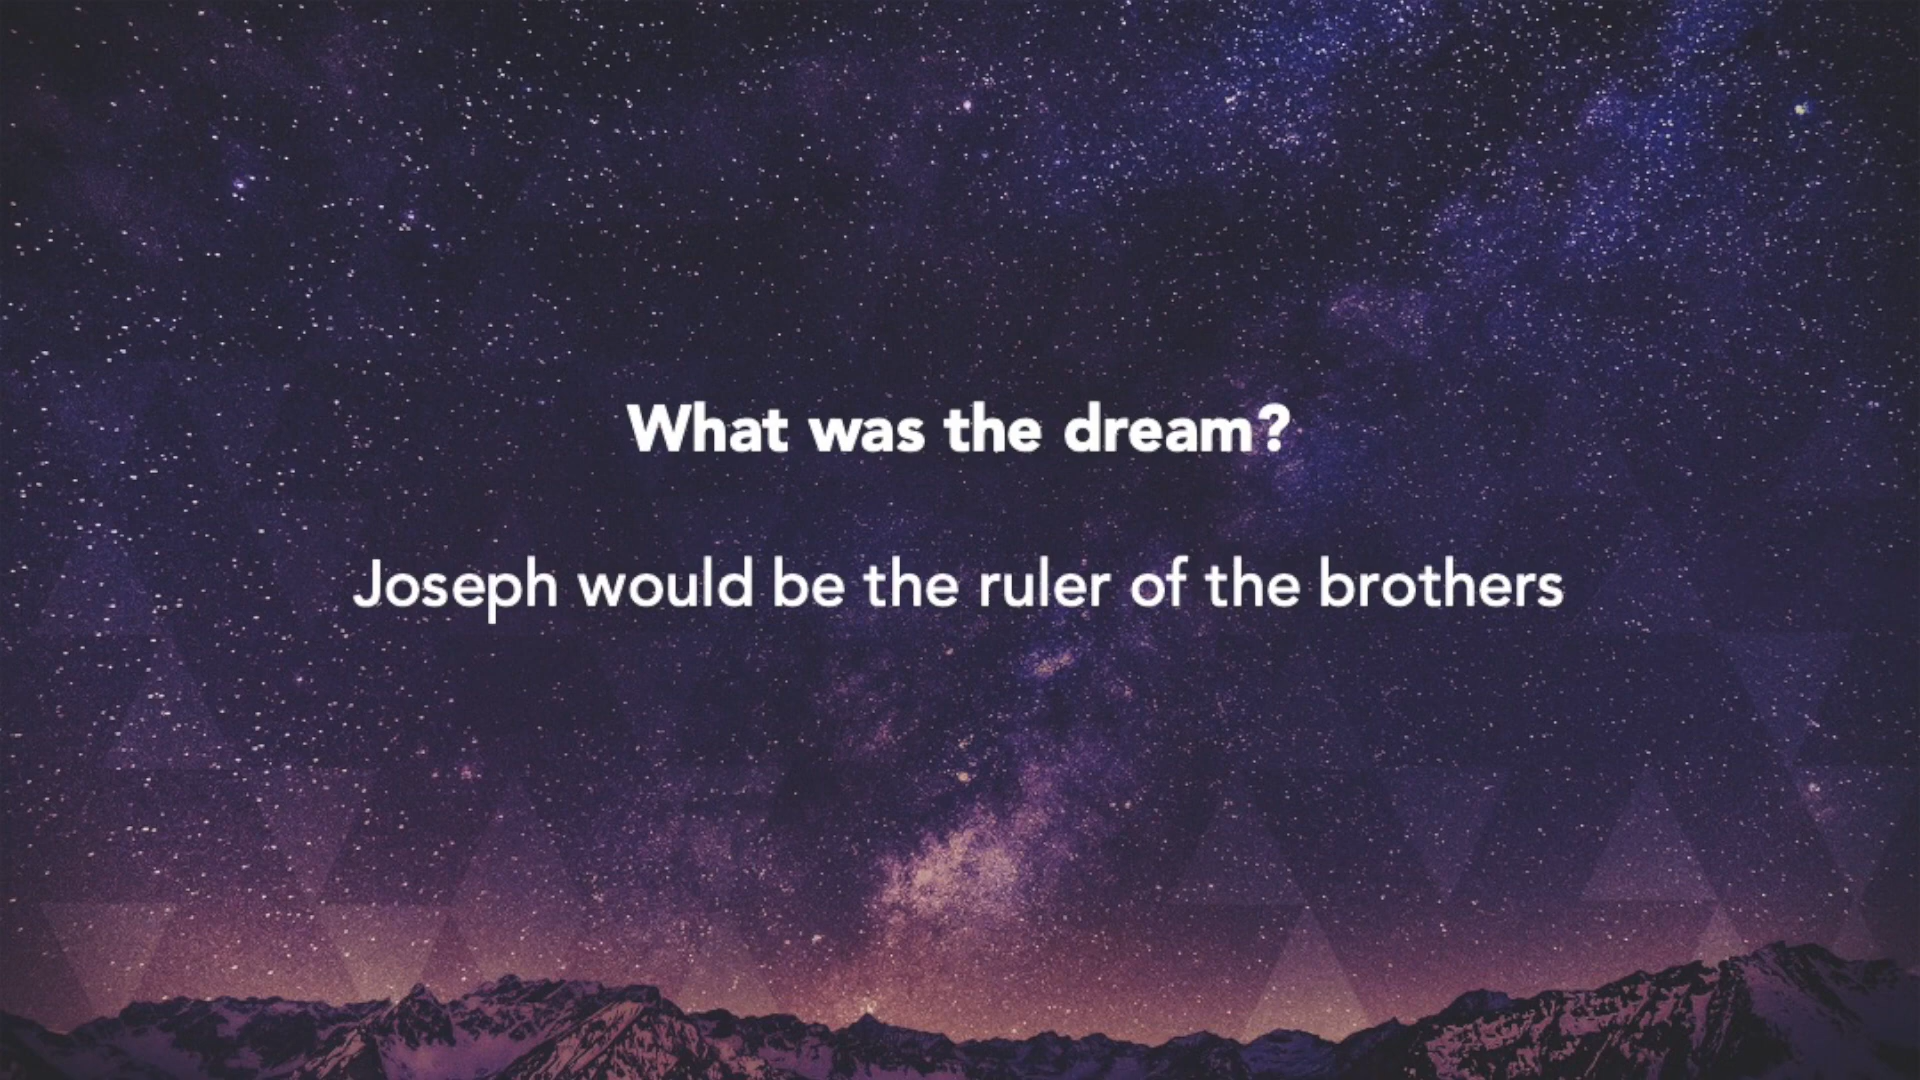 What was the dream?
Joseph would be the ruler of the brothers